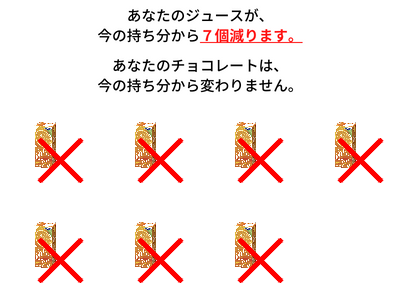 あなたのジュースが、
今の持ち分から７個減ります。
あなたのチョコレートは、
今の持ち分から変わりません。